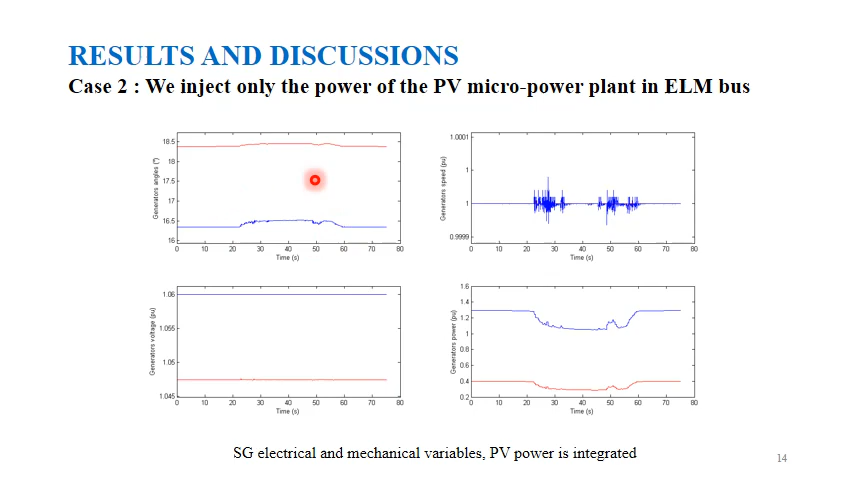 RESULTS AND DISCUSSIONS
Case 2 : We inject only the power of the PV micro-power plant in ELM bus
Generators angles (°)
18.5
18
17.5
17
16.5
16
0 10 20 30 40 50 60 70 80
Time (s)
Generators speed (pu)
1.0001
1
1
0.9999
0 10 20 30 40 50 60 70 80
Time (s)
Generators voltage (pu)
1.06
1.055
1.05
1.045
0 10 20 30 40 50 60 70 80
Time (s)
Generators power (pu)
1.6
1.4
1.2
1
0.8
0.6
0.4
0.2
0 10 20 30 40 50 60 70 80
Time (s)
SG electrical and mechanical variables, PV power is integrated
14